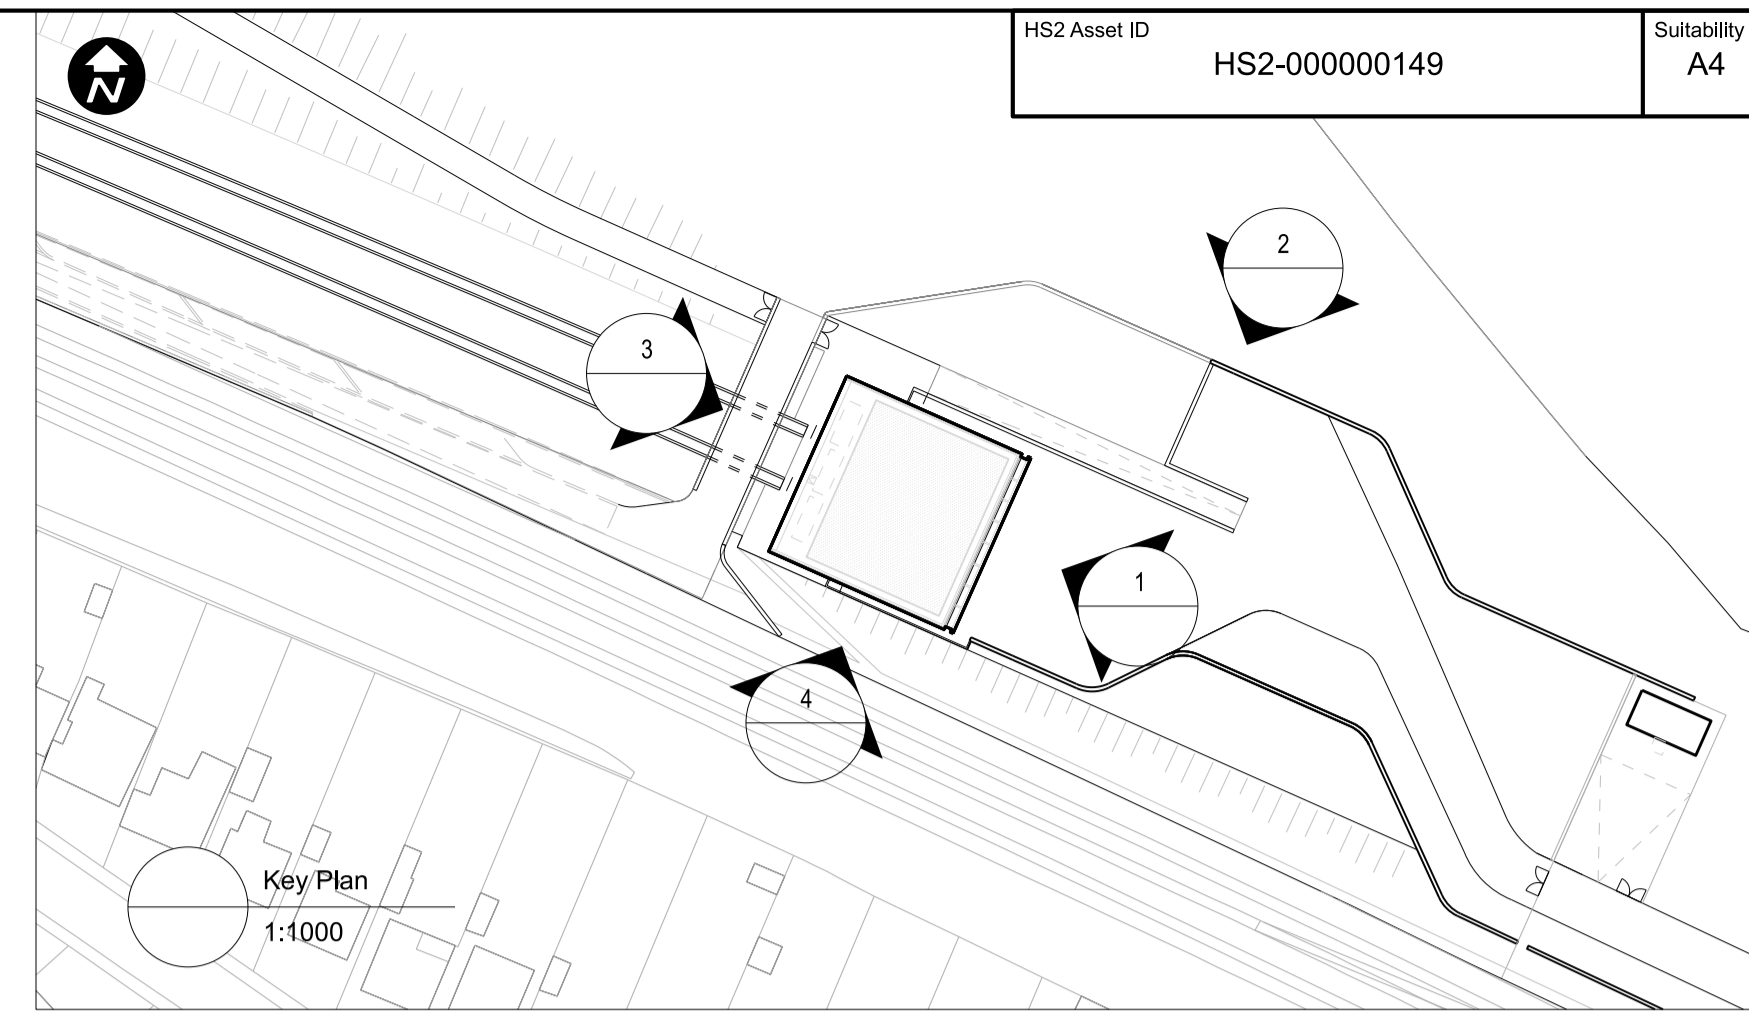 HS2 Asset ID
HS2-000000149
Suitability
A4
N
2
3
1
4
Key Plan
1:1000